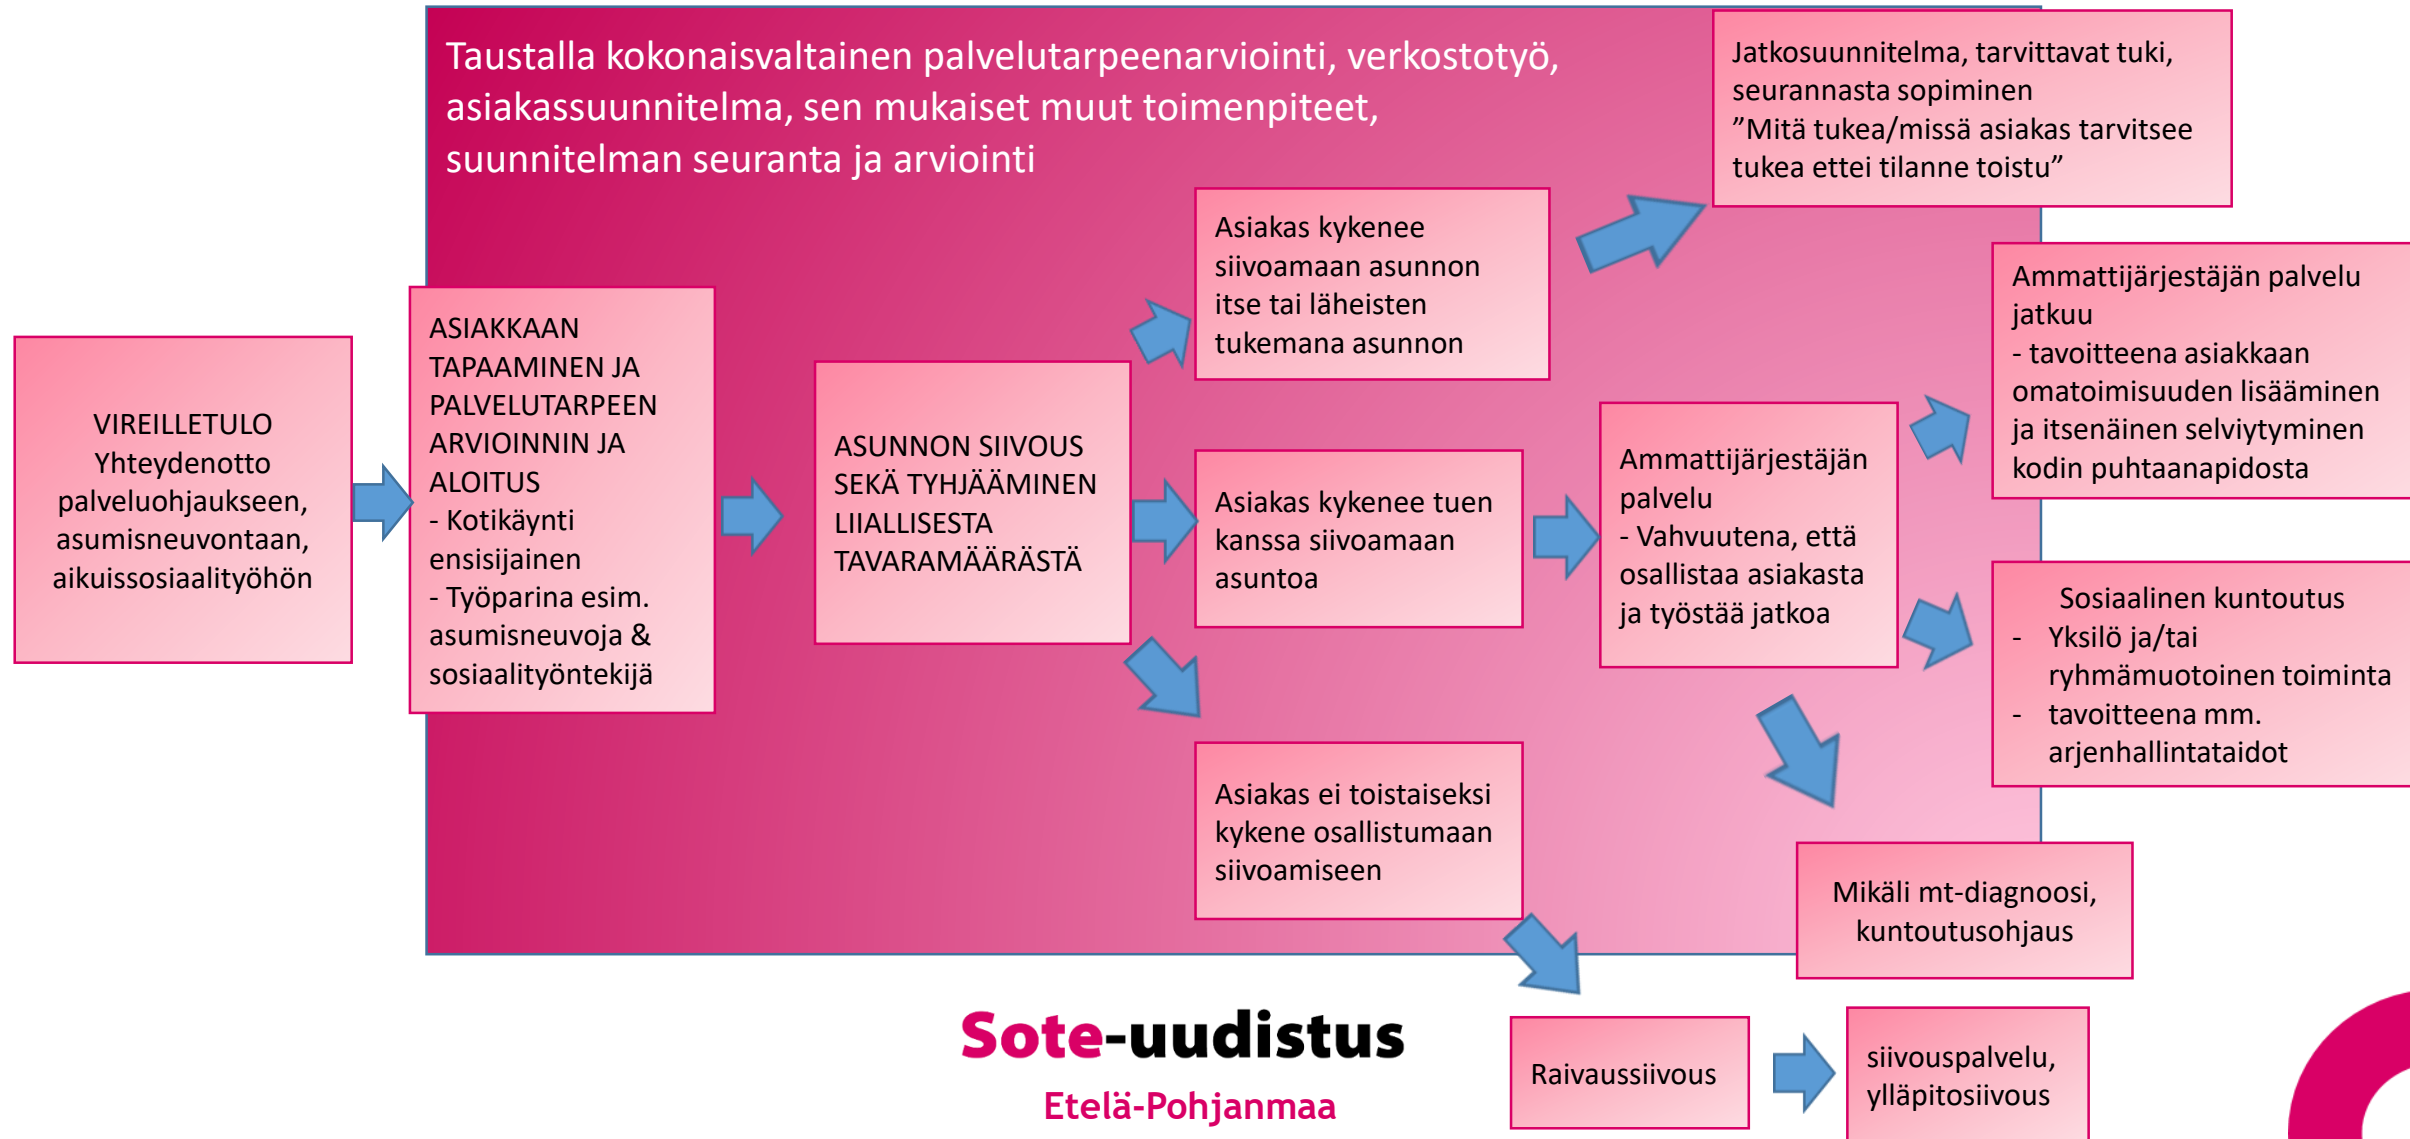 Taustalla kokonaisvaltainen palvelutarpeenarviointi, verkostotyö,
asiakassuunnitelma, sen mukaiset muut toimenpiteet,
suunnitelman seuranta ja arviointi
VIREILLETULO
Yhteydenotto
palveluohjaukseen,
asumisneuvontaan,
aikuissosiaalityöhön
ASIAKKAAN
TAPAAMINEN JA
PALVELUTARPEEN
ARVIOINNIN JA
ALOITUS
- Kotikäynti
ensisijainen
- Työparina esim.
asumisneuvoja &
sosiaalityöntekijä
ASUNNON SIIVOUS
SEKÄ TYHJÄÄMINEN
LIIALLISESTA
TAVARAMÄÄRÄSTÄ
Asiakas kykenee
siivoamaan asunnon
itse tai läheisten
tukemana asunnon
Jatkosuunnitelma, tarvittavat tuki,
seurannasta sopiminen
”Mitä tukea/missä asiakas tarvitsee
tukea ettei tilanne toistu”
Asiakas kykenee tuen
kanssa siivoamaan
asuntoa
Ammattijärjestäjän
palvelu
- Vahvuutena, että
osallistaa asiakasta
ja työstää jatkoa
Ammattijärjestäjän palvelu
jatkuu
- tavoitteena asiakkaan
omatoimisuuden lisääminen
ja itsenäinen selviytyminen
kodin puhtaanapidosta
Sosiaalinen kuntoutus
- Yksilö ja/tai
ryhmämuotoinen toiminta
- tavoitteena mm.
arjenhallintataidot
Mikäli mt-diagnoosi,
kuntoutusohjaus
Asiakas ei toistaiseksi
kykene osallistumaan
siivoamiseen
Raivaussiivous
siivouspalvelu,
ylläpitosiivous
Sote-uudistus
Etelä-Pohjanmaa